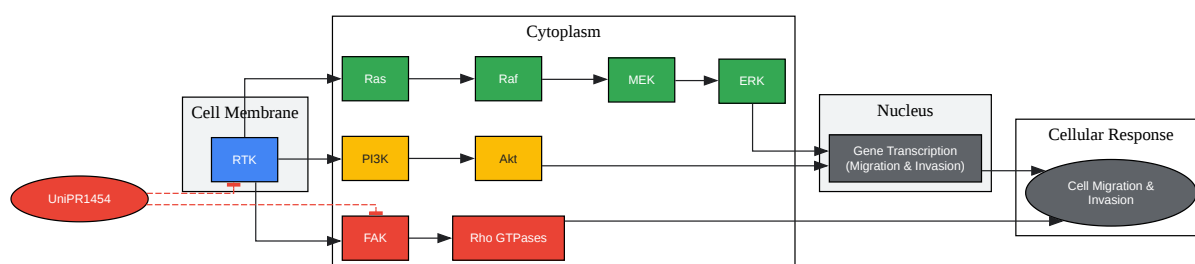 Cytoplasm
Ras
Raf
MEK
ERK
Cell Membrane
RTK
PI3K
Akt
Nucleus
Gene Transcription
(Migration & Invasion)
Cellular Response
Cell Migration &
Invasion
UniPR1454
FAK
Rho GTPases